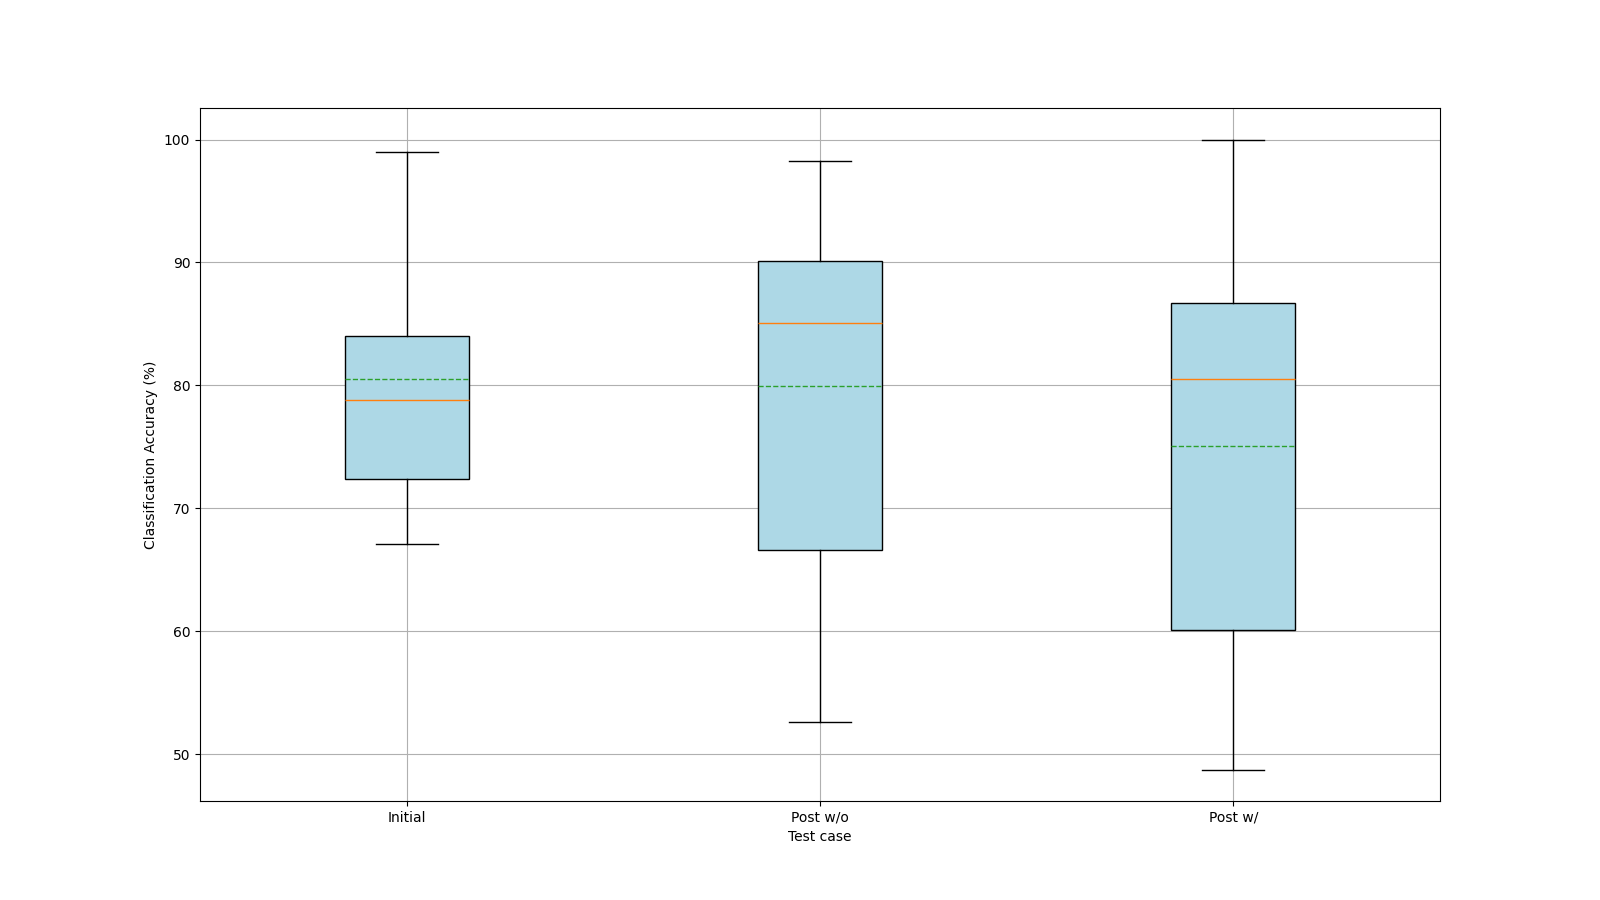 Classification Accuracy (%)
100
90
80
70
60
50
Initial
Post w/o
Post w/
Test case